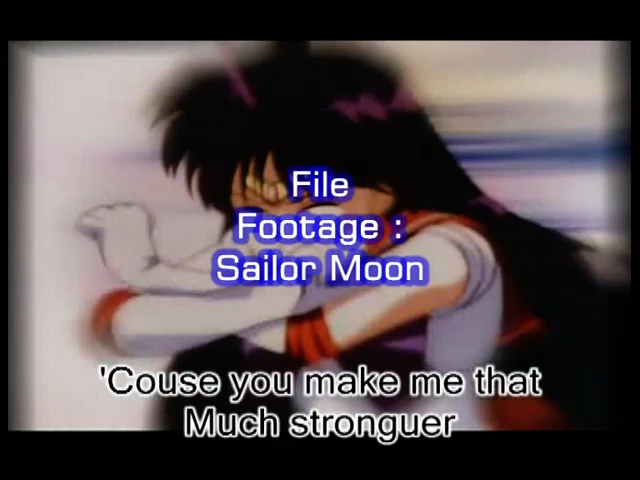 File
Footage :
Sailor Moon
'Couse you make me that
Much stronguer